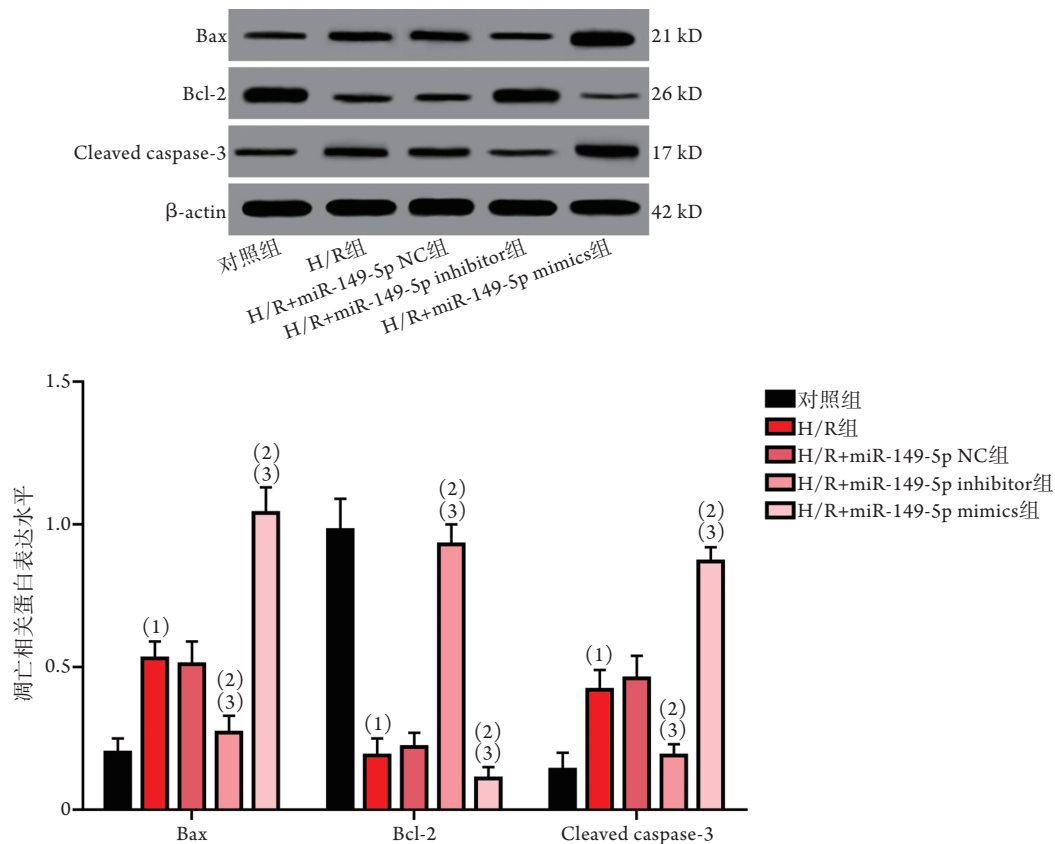 Bax 21 kD
Bcl-2 26 kD
Cleaved caspase-3 17 kD
β-actin 42 kD
对照组
H/R组
H/R+miR-149-5p NC组
H/R+miR-149-5p inhibitor组
H/R+miR-149-5p mimics组
凋亡相关蛋白表达水平
1.5
1.0
0.5
0
(1)
(2)
(3)
(2)
(3)
(1)
(2)
(3)
(2)
(3)
(1)
(2)
(3)
(2)
(3)
Bax
Bcl-2
Cleaved caspase-3
对照组
H/R组
H/R+miR-149-5p NC组
H/R+miR-149-5p inhibitor组
H/R+miR-149-5p mimics组